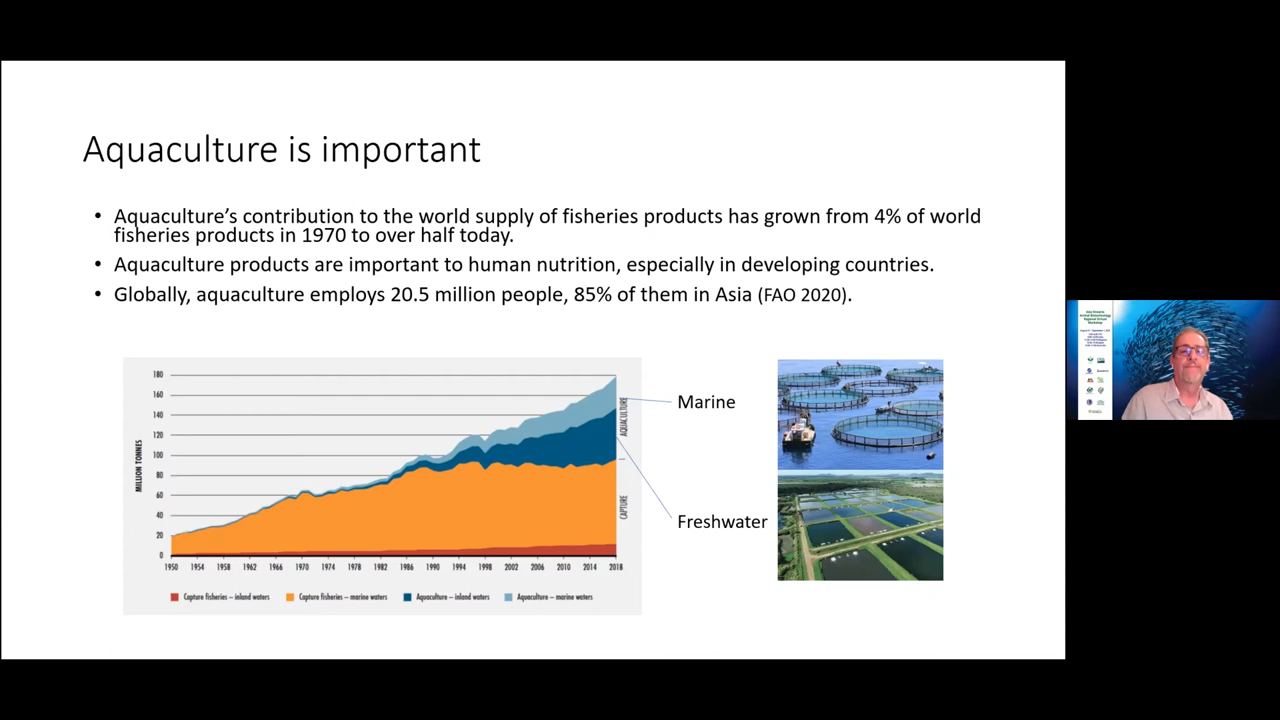 Aquaculture is important
• Aquaculture's contribution to the world supply of fisheries products has grown from 4% of world
fisheries products in 1970 to over half today.
• Aquaculture products are important to human nutrition, especially in developing countries.
• Globally, aquaculture employs 20.5 million people, 85% of them in Asia (FAO 2020).
180
160
140
120
100
80
60
40
20
0
MILLION TONNES
1950 1954 1958 1962 1966 1970 1974 1978 1982 1986 1990 1994 1998 2002 2006 2010 2014 2018
AQUACULTURE
CAPTURE
Capture fisheries – inland waters Capture fisheries – marine waters Aquaculture – inland waters Aquaculture – marine waters
Marine
Freshwater
Animal Biotechnology
Regional Virtual
Workshop